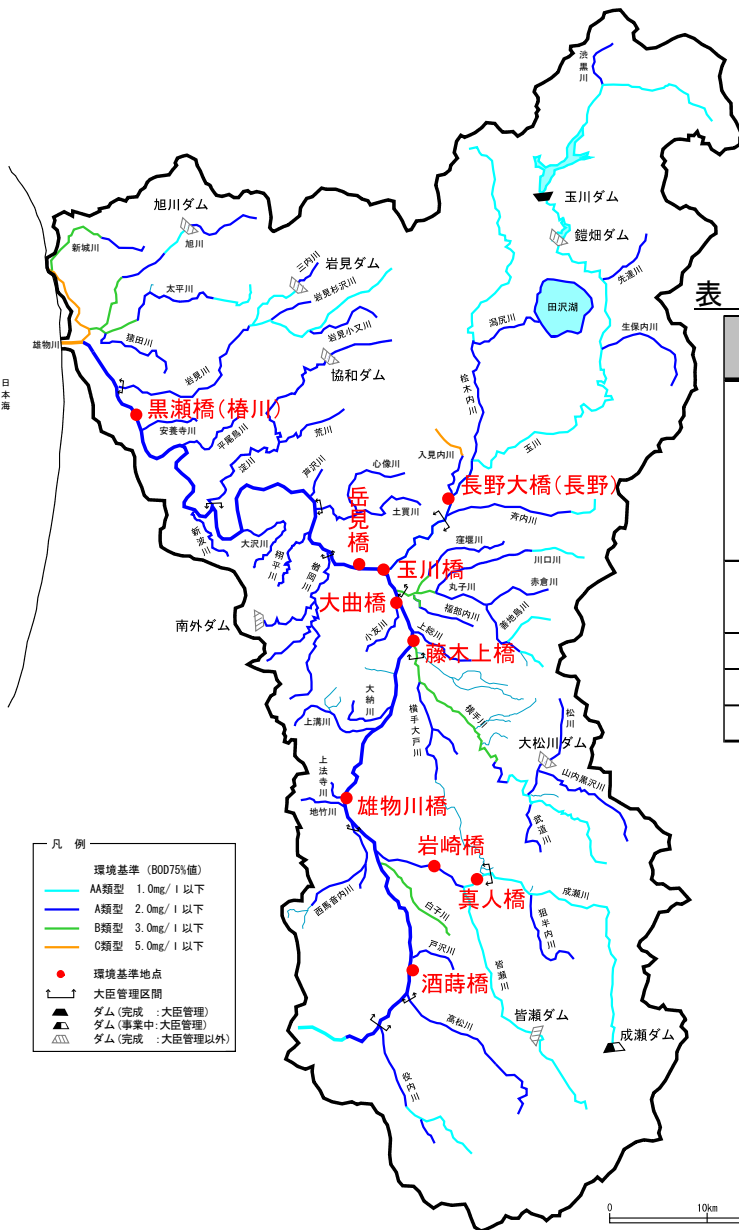 渋黒川
玉川ダム
旭川ダム
旭川
新城川
鎧畑ダム
三内川
岩見ダム
先達川
岩見杉沢川
太平川
表
田沢湖
潟尻川
生保内川
岩見小又川
猿田川
雄物川
協和ダム
岩見川
日本海
桧木内川
黒瀬橋(椿川)
安養寺川
平尾鳥川
荒川
玉川
入見内川
淀川
芦沢川
心像川
長野大橋(長野)
岳見橋
土買川
斉内川
新波川
大沢川
栩平川
楢岡川
窪堰川
川口川
玉川橋
丸子川
赤倉川
大曲橋
福部内川
善地鳥川
南外ダム
小友川
上総川
藤木上橋
大納川
横手大戸川
横手川
松川
上溝川
大松川ダム
山内黒沢川
上法寺川
雄物川橋
地竹川
武道川
岩崎橋
真人橋
成瀬川
西馬音内川
白子川
狙半内川
戸沢川
皆瀬川
酒蒔橋
高松川
皆瀬ダム
成瀬ダム
役内川
凡 例
環境基準 (BOD75%値)
AA類型 1.0mg/l以下
A類型 2.0mg/l以下
B類型 3.0mg/l以下
C類型 5.0mg/l以下
環境基準地点
大臣管理区間
ダム(完成 :大臣管理)
ダム(事業中:大臣管理)
ダム(完成 :大臣管理以外)
0 10km